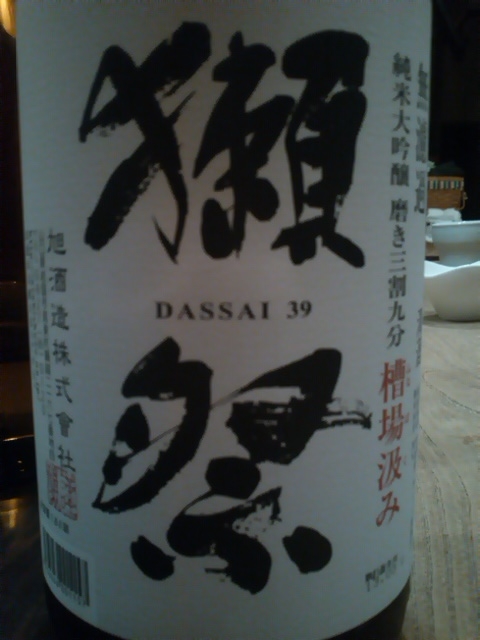 獺祭
DASSAI 39
純米大吟醸 磨き三割九分
槽場汲み
旭酒造株式會社